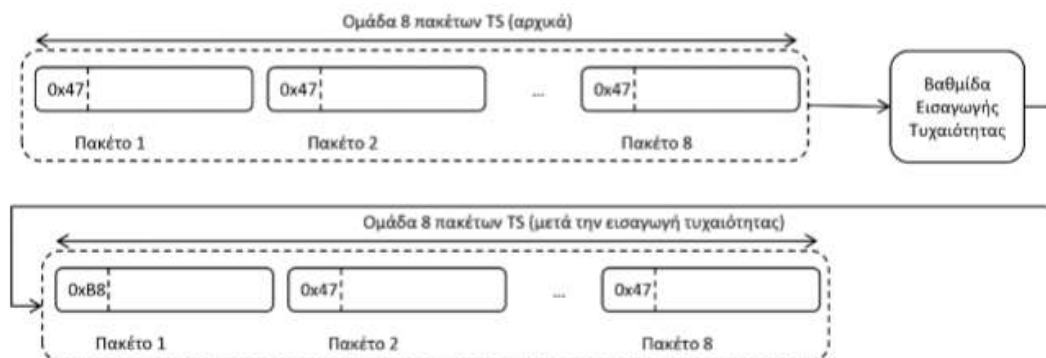 Ομάδα 8 πακέτων TS (αρχικά)
0x47 0x47 ... 0x47
Πακέτο 1 Πακέτο 2 Πακέτο 8
Βαθμίδα
Εισαγωγής
Τυχαιότητας
Ομάδα 8 πακέτων TS (μετά την εισαγωγή τυχαιότητας)
0xB8 0x47 ... 0x47
Πακέτο 1 Πακέτο 2 Πακέτο 8